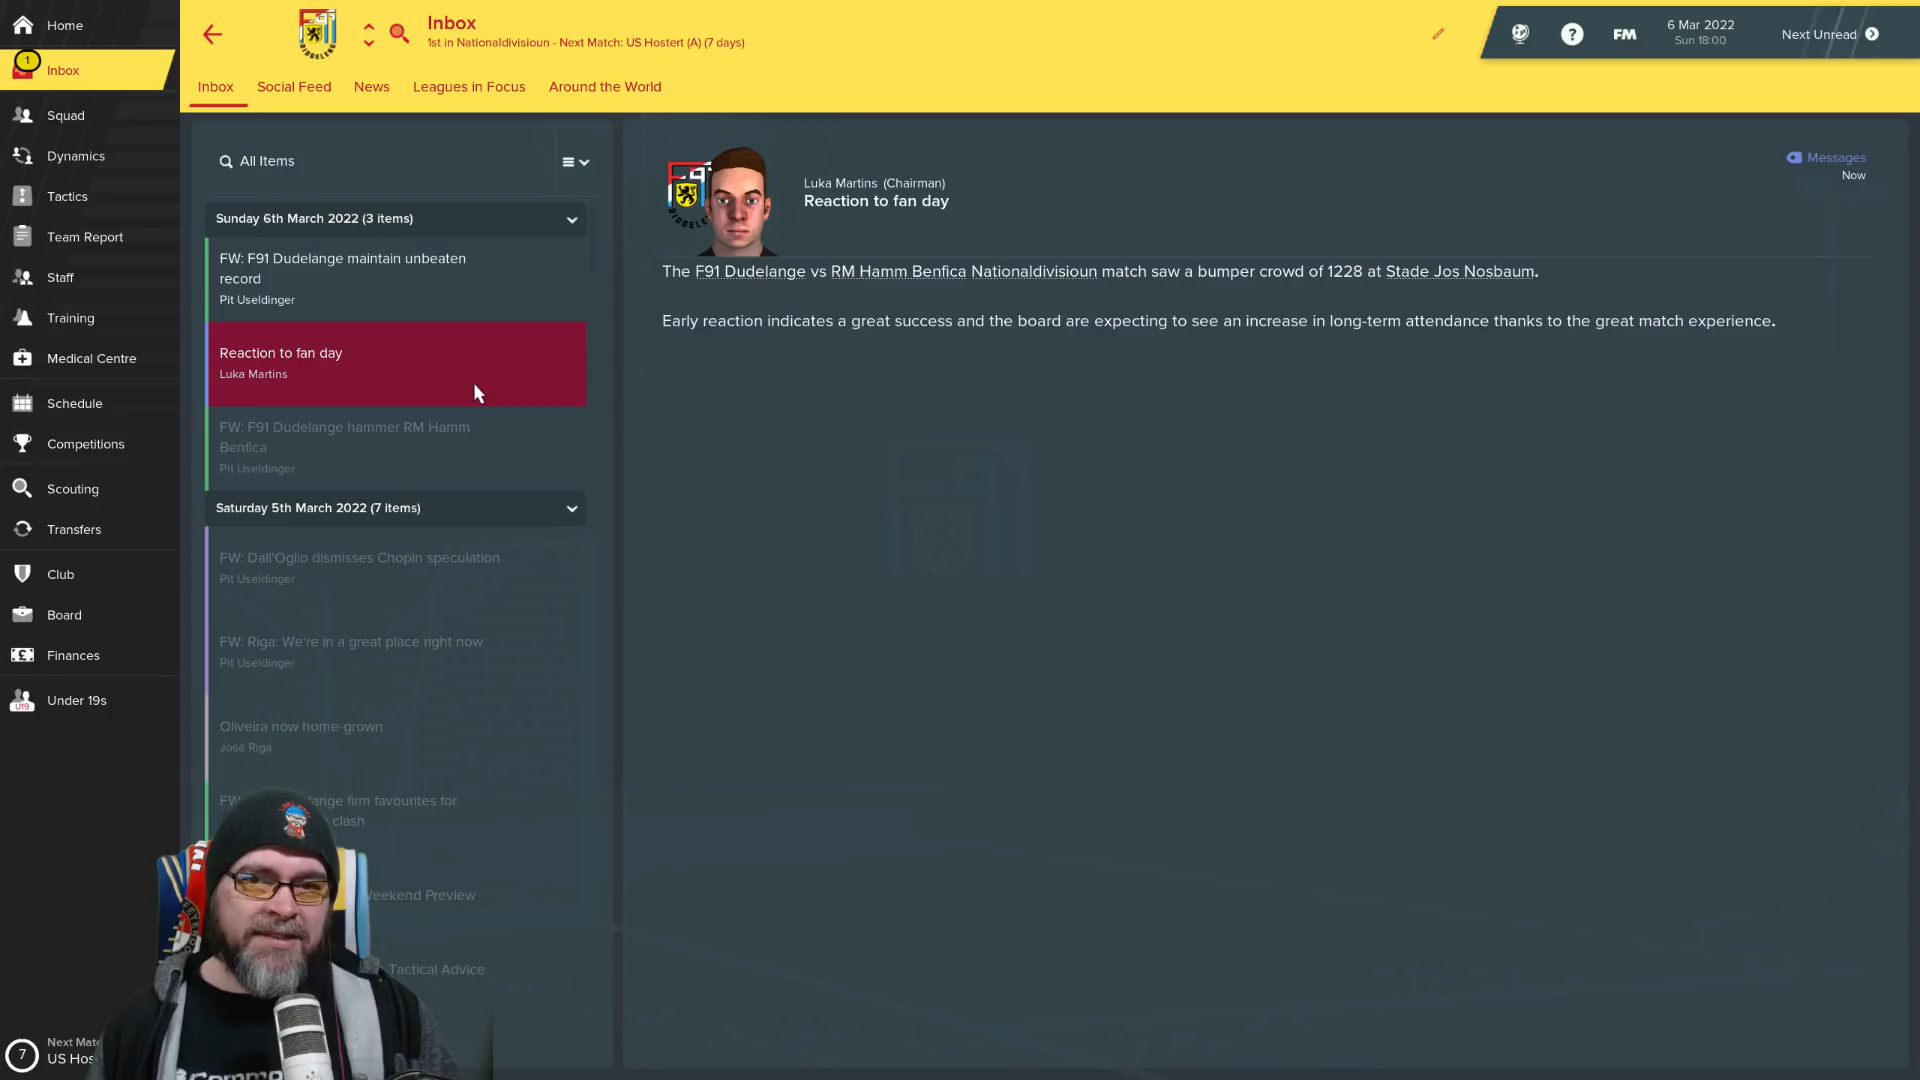 Home
1
Inbox
Squad
Dynamics
Tactics
Team Report
Staff
Training
Medical Centre
Schedule
Competitions
Scouting
Transfers
Club
Board
Finances
U19
Under 19s
7
Next Mat
US Hos
F91
Inbox
1st in Nationaldivisioun - Next Match: US Hostert (A) (7 days)
?
FM
6 Mar 2022
Sun 18:00
Next Unread
Inbox
Social Feed
News
Leagues in Focus
Around the World
All Items
Sunday 6th March 2022 (3 items)
FW: F91 Dudelange maintain unbeaten
record
Pit Useldinger
Reaction to fan day
Luka Martins
FW: F91 Dudelange hammer RM Hamm
Benfica
Pit Useldinger
Saturday 5th March 2022 (7 items)
FW: Dall'Oglio dismisses Chopin speculation
Pit Useldinger
FW: Riga: We're in a great place right now
Pit Useldinger
Oliveira now home-grown
José Riga
FW ange firm favourites for
clash
Weekend Preview
Tactical Advice
Luka Martins (Chairman)
Reaction to fan day
Messages
Now
The F91 Dudelange vs RM Hamm Benfica Nationaldivisioun match saw a bumper crowd of 1228 at Stade Jos Nosbaum.
Early reaction indicates a great success and the board are expecting to see an increase in long-term attendance thanks to the great match experience.